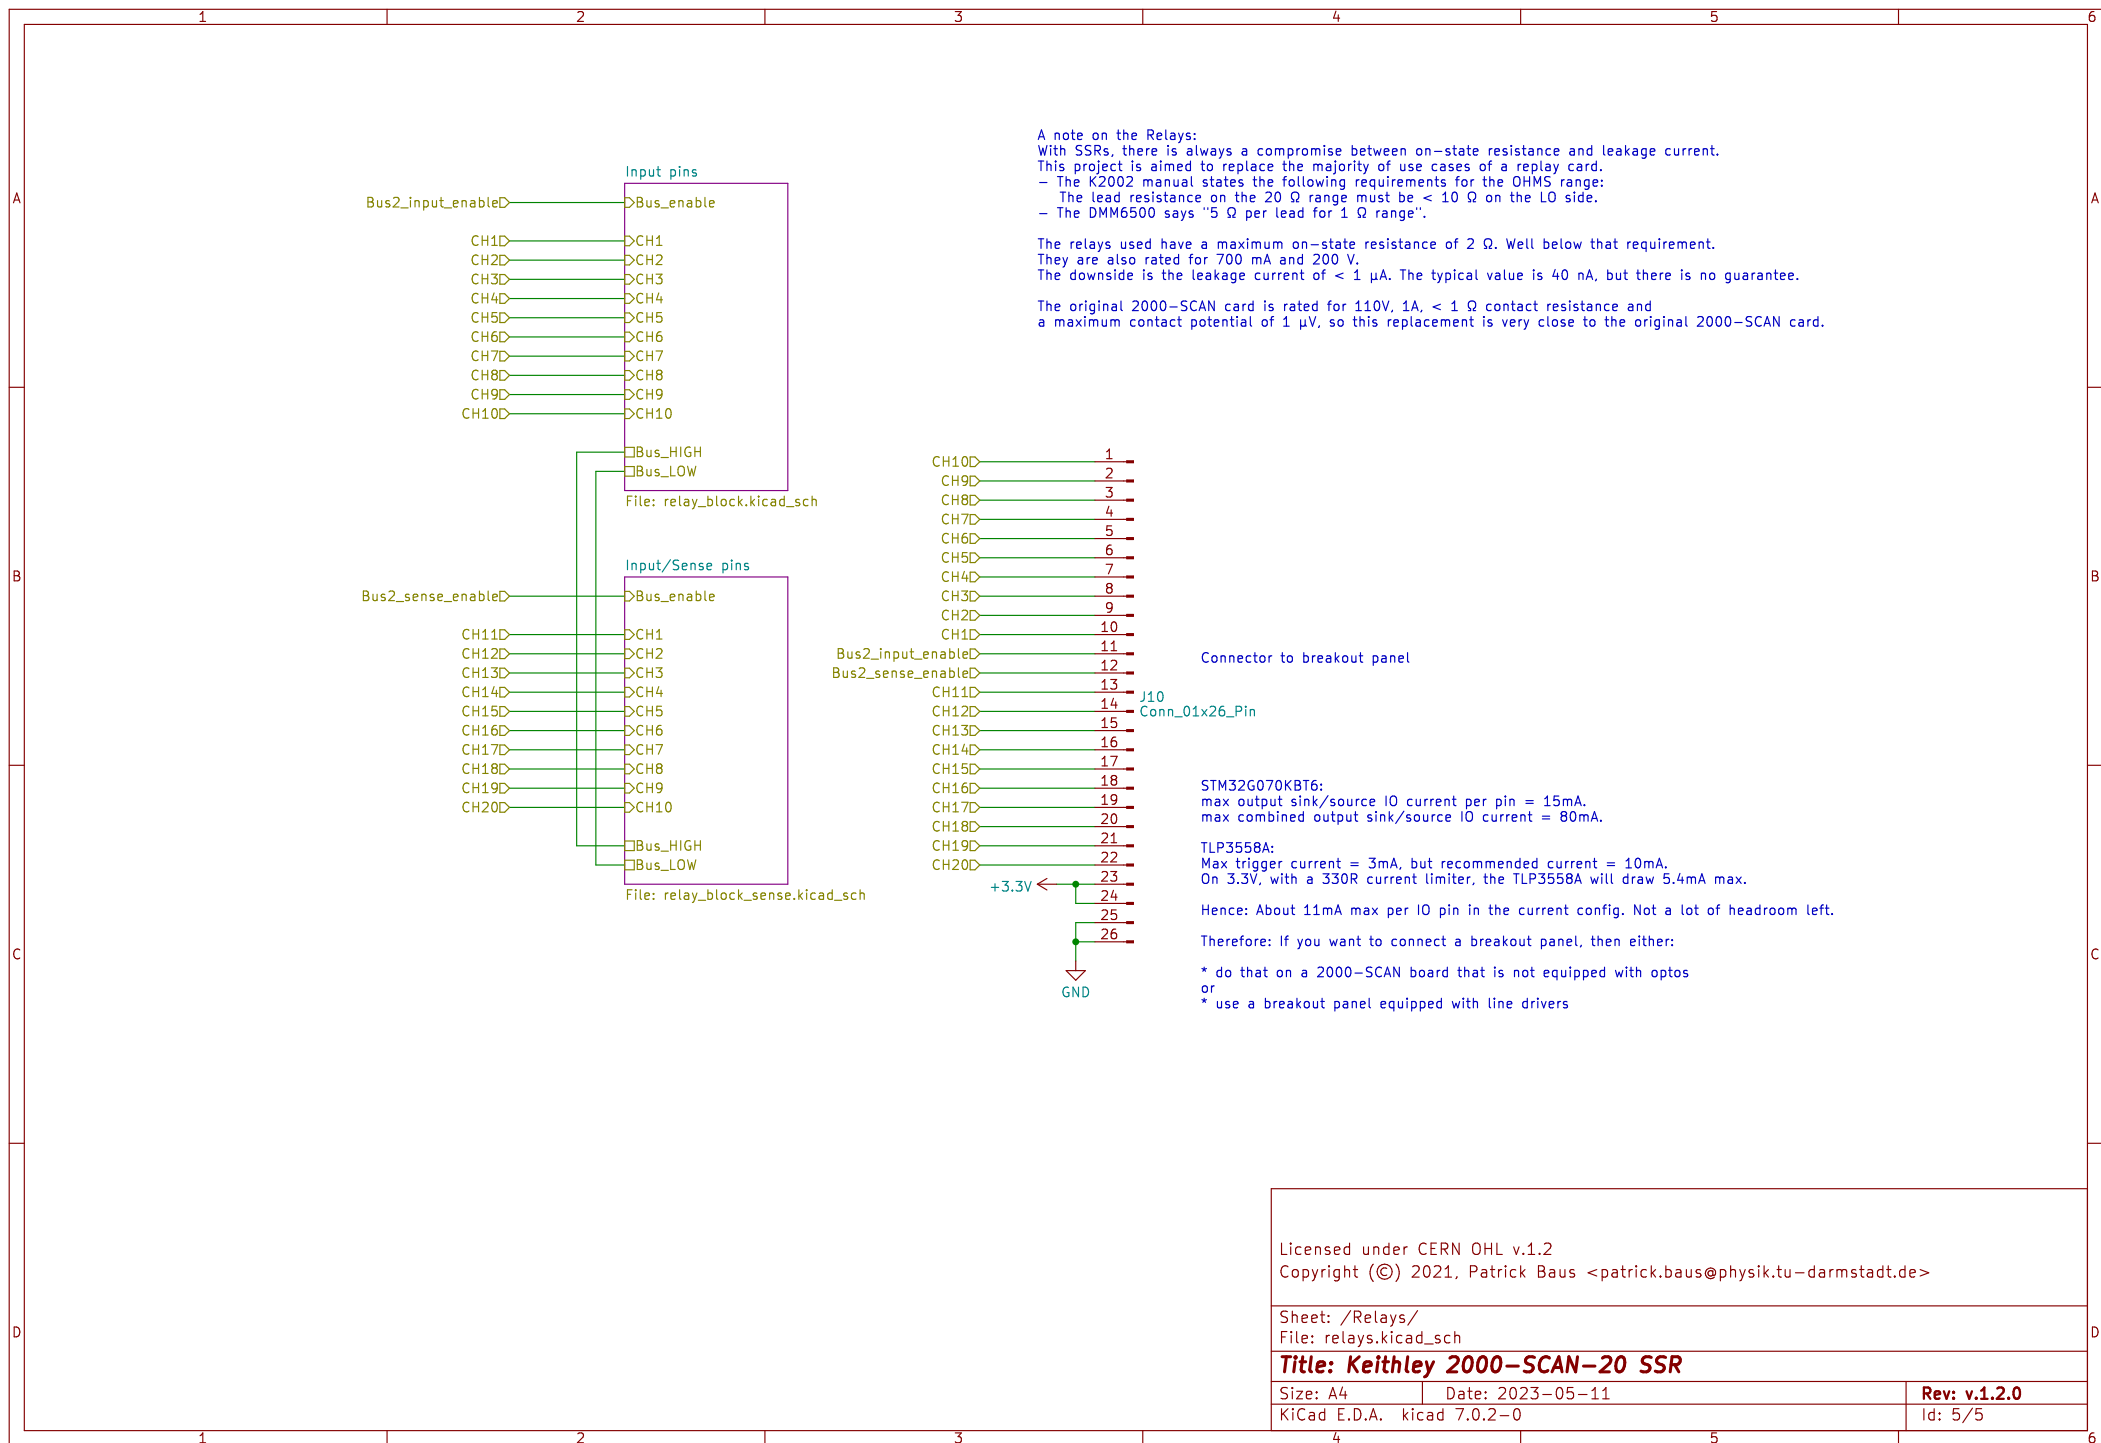 1 2 3 4 5 6
A note on the Relays:
With SSRs, there is always a compromise between on-state resistance and leakage current.
This project is aimed to replace the majority of use cases of a replay card.
- The K2002 manual states the following requirements for the OHMS range:
The lead resistance on the 20 Ω range must be < 10 Ω on the LO side.
- The DMM6500 says "5 Ω per lead for 1 Ω range".
The relays used have a maximum on-state resistance of 2 Ω. Well below that requirement.
They are also rated for 700 mA and 200 V.
The downside is the leakage current of < 1 µA. The typical value is 40 nA, but there is no guarantee.
The original 2000-SCAN card is rated for 110V, 1A, < 1 Ω contact resistance and
a maximum contact potential of 1 µV, so this replacement is very close to the original 2000-SCAN card.
A A
Input pins
Bus2_input_enable Bus_enable
CH1 CH1
CH2 CH2
CH3 CH3
CH4 CH4
CH5 CH5
CH6 CH6
CH7 CH7
CH8 CH8
CH9 CH9
CH10 CH10
Bus_HIGH
Bus_LOW
File: relay_block.kicad_sch
B B
Input/Sense pins
Bus2_sense_enable Bus_enable
CH11 CH1
CH12 CH2
CH13 CH3
CH14 CH4
CH15 CH5
CH16 CH6
CH17 CH7
CH18 CH8
CH19 CH9
CH20 CH10
Bus_HIGH
Bus_LOW
File: relay_block_sense.kicad_sch
CH10 1
CH9 2
CH8 3
CH7 4
CH6 5
CH5 6
CH4 7
CH3 8
CH2 9
CH1 10
Bus2_input_enable 11
Bus2_sense_enable 12
CH11 13
CH12 14
CH13 15
CH14 16
CH15 17
CH16 18
CH17 19
CH18 20
CH19 21
CH20 22
+3.3V 23
24
25
26
GND
J10
Conn_01x26_Pin
Connector to breakout panel
STM32G070KBT6:
max output sink/source IO current per pin = 15mA.
max combined output sink/source IO current = 80mA.
TLP3558A:
Max trigger current = 3mA, but recommended current = 10mA.
On 3.3V, with a 330R current limiter, the TLP3558A will draw 5.4mA max.
Hence: About 11mA max per IO pin in the current config. Not a lot of headroom left.
Therefore: If you want to connect a breakout panel, then either:
* do that on a 2000-SCAN board that is not equipped with optos
or
* use a breakout panel equipped with line drivers
C C
Licensed under CERN OHL v.1.2
Copyright (©) 2021, Patrick Baus <patrick.baus@physik.tu-darmstadt.de>
Sheet: /Relays/
File: relays.kicad_sch
D D
Title: Keithley 2000-SCAN-20 SSR
Size: A4 Date: 2023-05-11 Rev: v.1.2.0
KiCad E.D.A. kicad 7.0.2-0 Id: 5/5
1 2 3 4 5 6